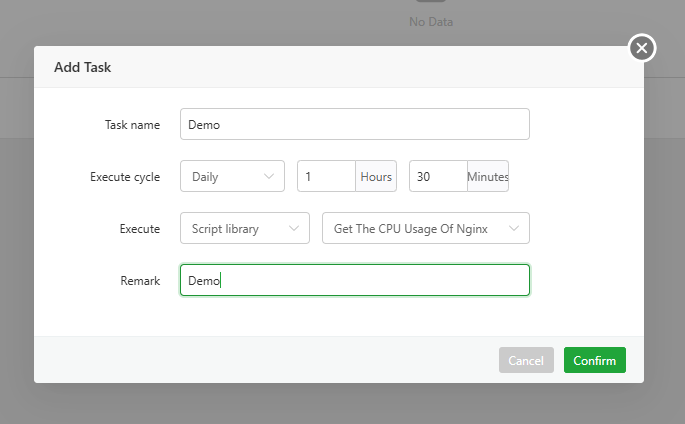 No Data
Add Task
Task name Demo
Execute cycle Daily 1 Hours 30 Minutes
Execute Script library Get The CPU Usage Of Nginx
Remark Demo
Cancel Confirm